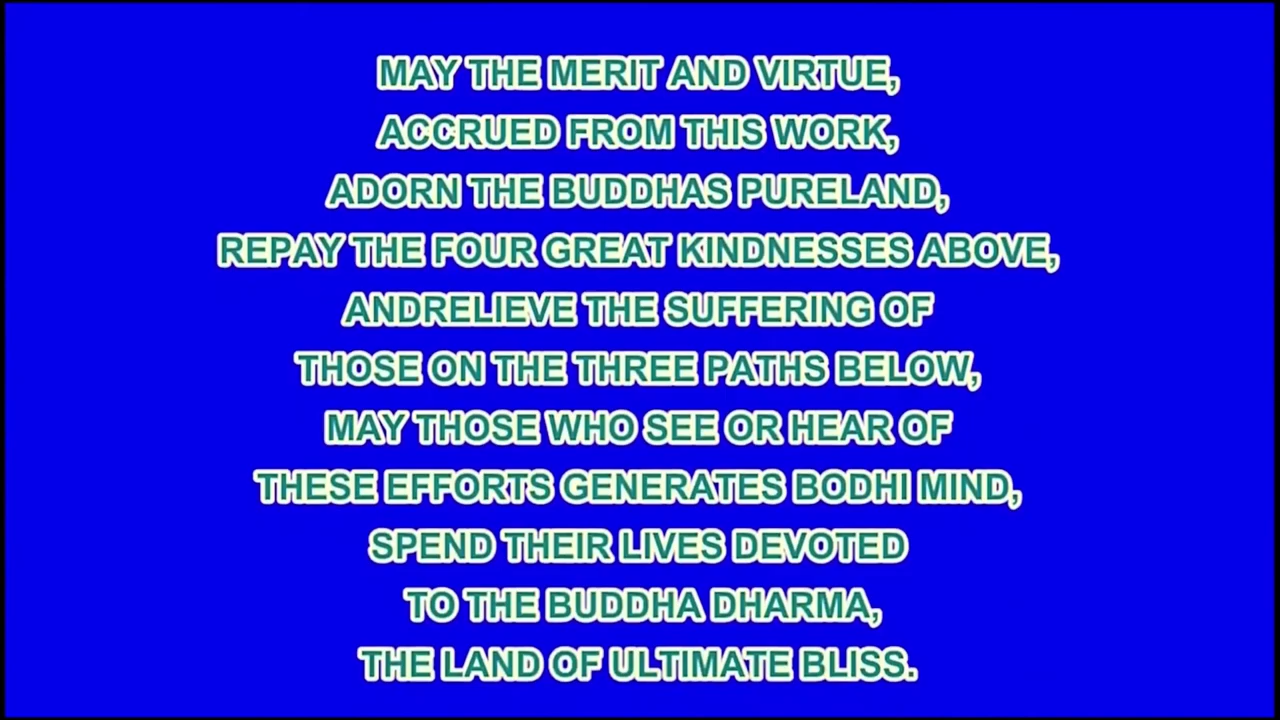 MAY THE MERIT AND VIRTUE,
ACCRUED FROM THIS WORK,
ADORN THE BUDDHAS PURELAND,
REPAY THE FOUR GREAT KINDNESSES ABOVE,
ANDRELIEVE THE SUFFERING OF
THOSE ON THE THREE PATHS BELOW,
MAY THOSE WHO SEE OR HEAR OF
THESE EFFORTS GENERATES BODHI MIND,
SPEND THEIR LIVES DEVOTED
TO THE BUDDHA DHARMA,
THE LAND OF ULTIMATE BLISS.